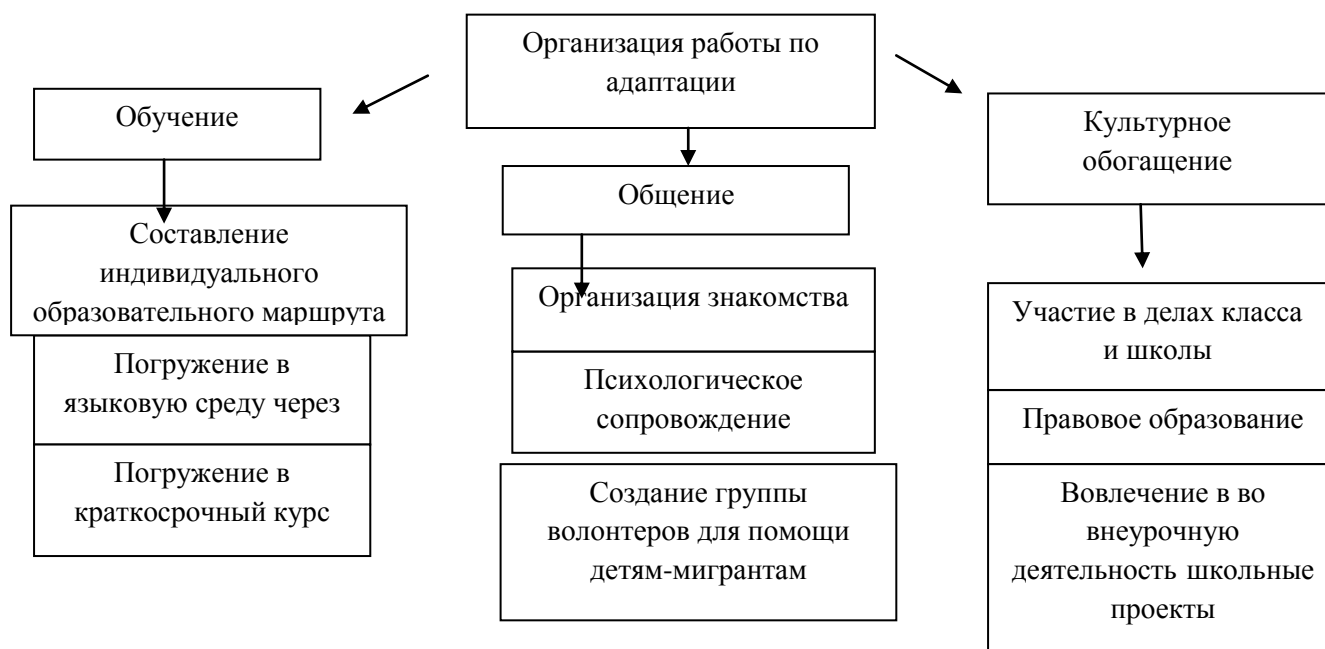 Организация работы по
адаптации
Обучение
Составление
индивидуального
образовательного маршрута
Погружение в
языковую среду через
Погружение в
краткосрочный курс
Общение
Организация знакомства
Психологическое
сопровождение
Создание группы
волонтеров для помощи
детям-мигрантам
Культурное
обогащение
Участие в делах класса
и школы
Правовое образование
Вовлечение в во
внеурочную
деятельность школьные
проекты